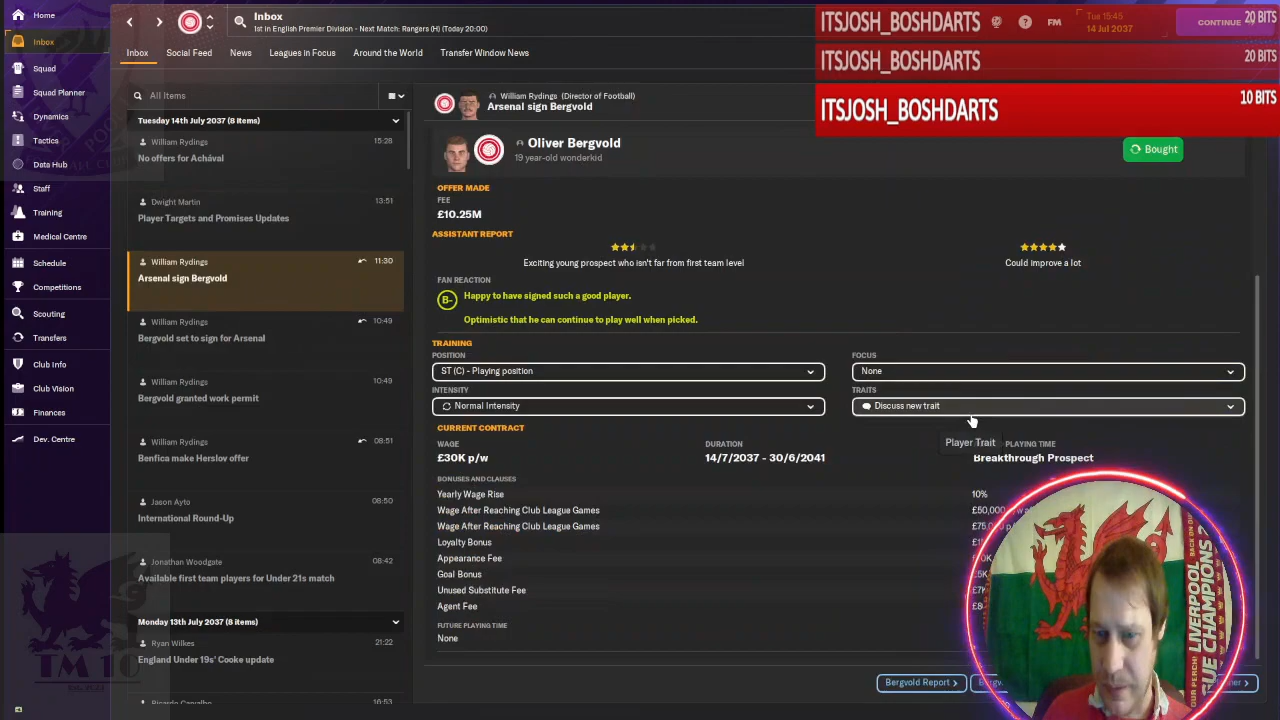 Home
Inbox
Squad
Squad Planner
Dynamics
Tactics
Data Hub
Staff
Training
Medical Centre
Schedule
Competitions
Scouting
Transfers
Club Info
Club Vision
Finances
Dev. Centre
TM 10
Inbox
1st in English Premier Division - Next Match: Rangers (H) (Today 20:00)
FM
Tue 15:45
14 Jul 2037
CONTINUE
ITSJOSH_BOSHDARTS
20 BITS
ITSJOSH_BOSHDARTS
20 BITS
ITSJOSH_BOSHDARTS
10 BITS
Inbox
Social Feed
News
Leagues in Focus
Around the World
Transfer Window News
All Items
Tuesday 14th July 2037 (8 items)
William Rydings
15:28
No offers for Achával
Dwight Martin
13:51
Player Targets and Promises Updates
William Rydings
11:30
Arsenal sign Bergvold
William Rydings
10:49
Bergvold set to sign for Arsenal
William Rydings
10:49
Bergvold granted work permit
William Rydings
08:51
Benfica make Herslov offer
Jason Ayto
08:50
International Round-Up
Jonathan Woodgate
08:42
Available first team players for Under 21s match
Monday 13th July 2037 (8 items)
Ryan Wilkes
21:22
England Under 19s' Cooke update
Ricardo Carvalho
16:53
William Rydings (Director of Football)
Arsenal sign Bergvold
Oliver Bergvold
19 year-old wonderkid
Bought
OFFER MADE
FEE
£10.25M
ASSISTANT REPORT
Exciting young prospect who isn't far from first team level
Could improve a lot
FAN REACTION
B-
Happy to have signed such a good player.
Optimistic that he can continue to play well when picked.
TRAINING
POSITION
ST (C) - Playing position
FOCUS
None
INTENSITY
Normal Intensity
TRAITS
Discuss new trait
Player Trait
CURRENT CONTRACT
WAGE
£30K p/w
DURATION
14/7/2037 - 30/6/2041
PLAYING TIME
Breakthrough Prospect
BONUSES AND CLAUSES
Yearly Wage Rise
10%
Wage After Reaching Club League Games
Wage After Reaching Club League Games
Loyalty Bonus
Appearance Fee
Goal Bonus
Unused Substitute Fee
Agent Fee
FUTURE PLAYING TIME
None
Bergvold Report
LIVERPOOL
CHAMPIONS